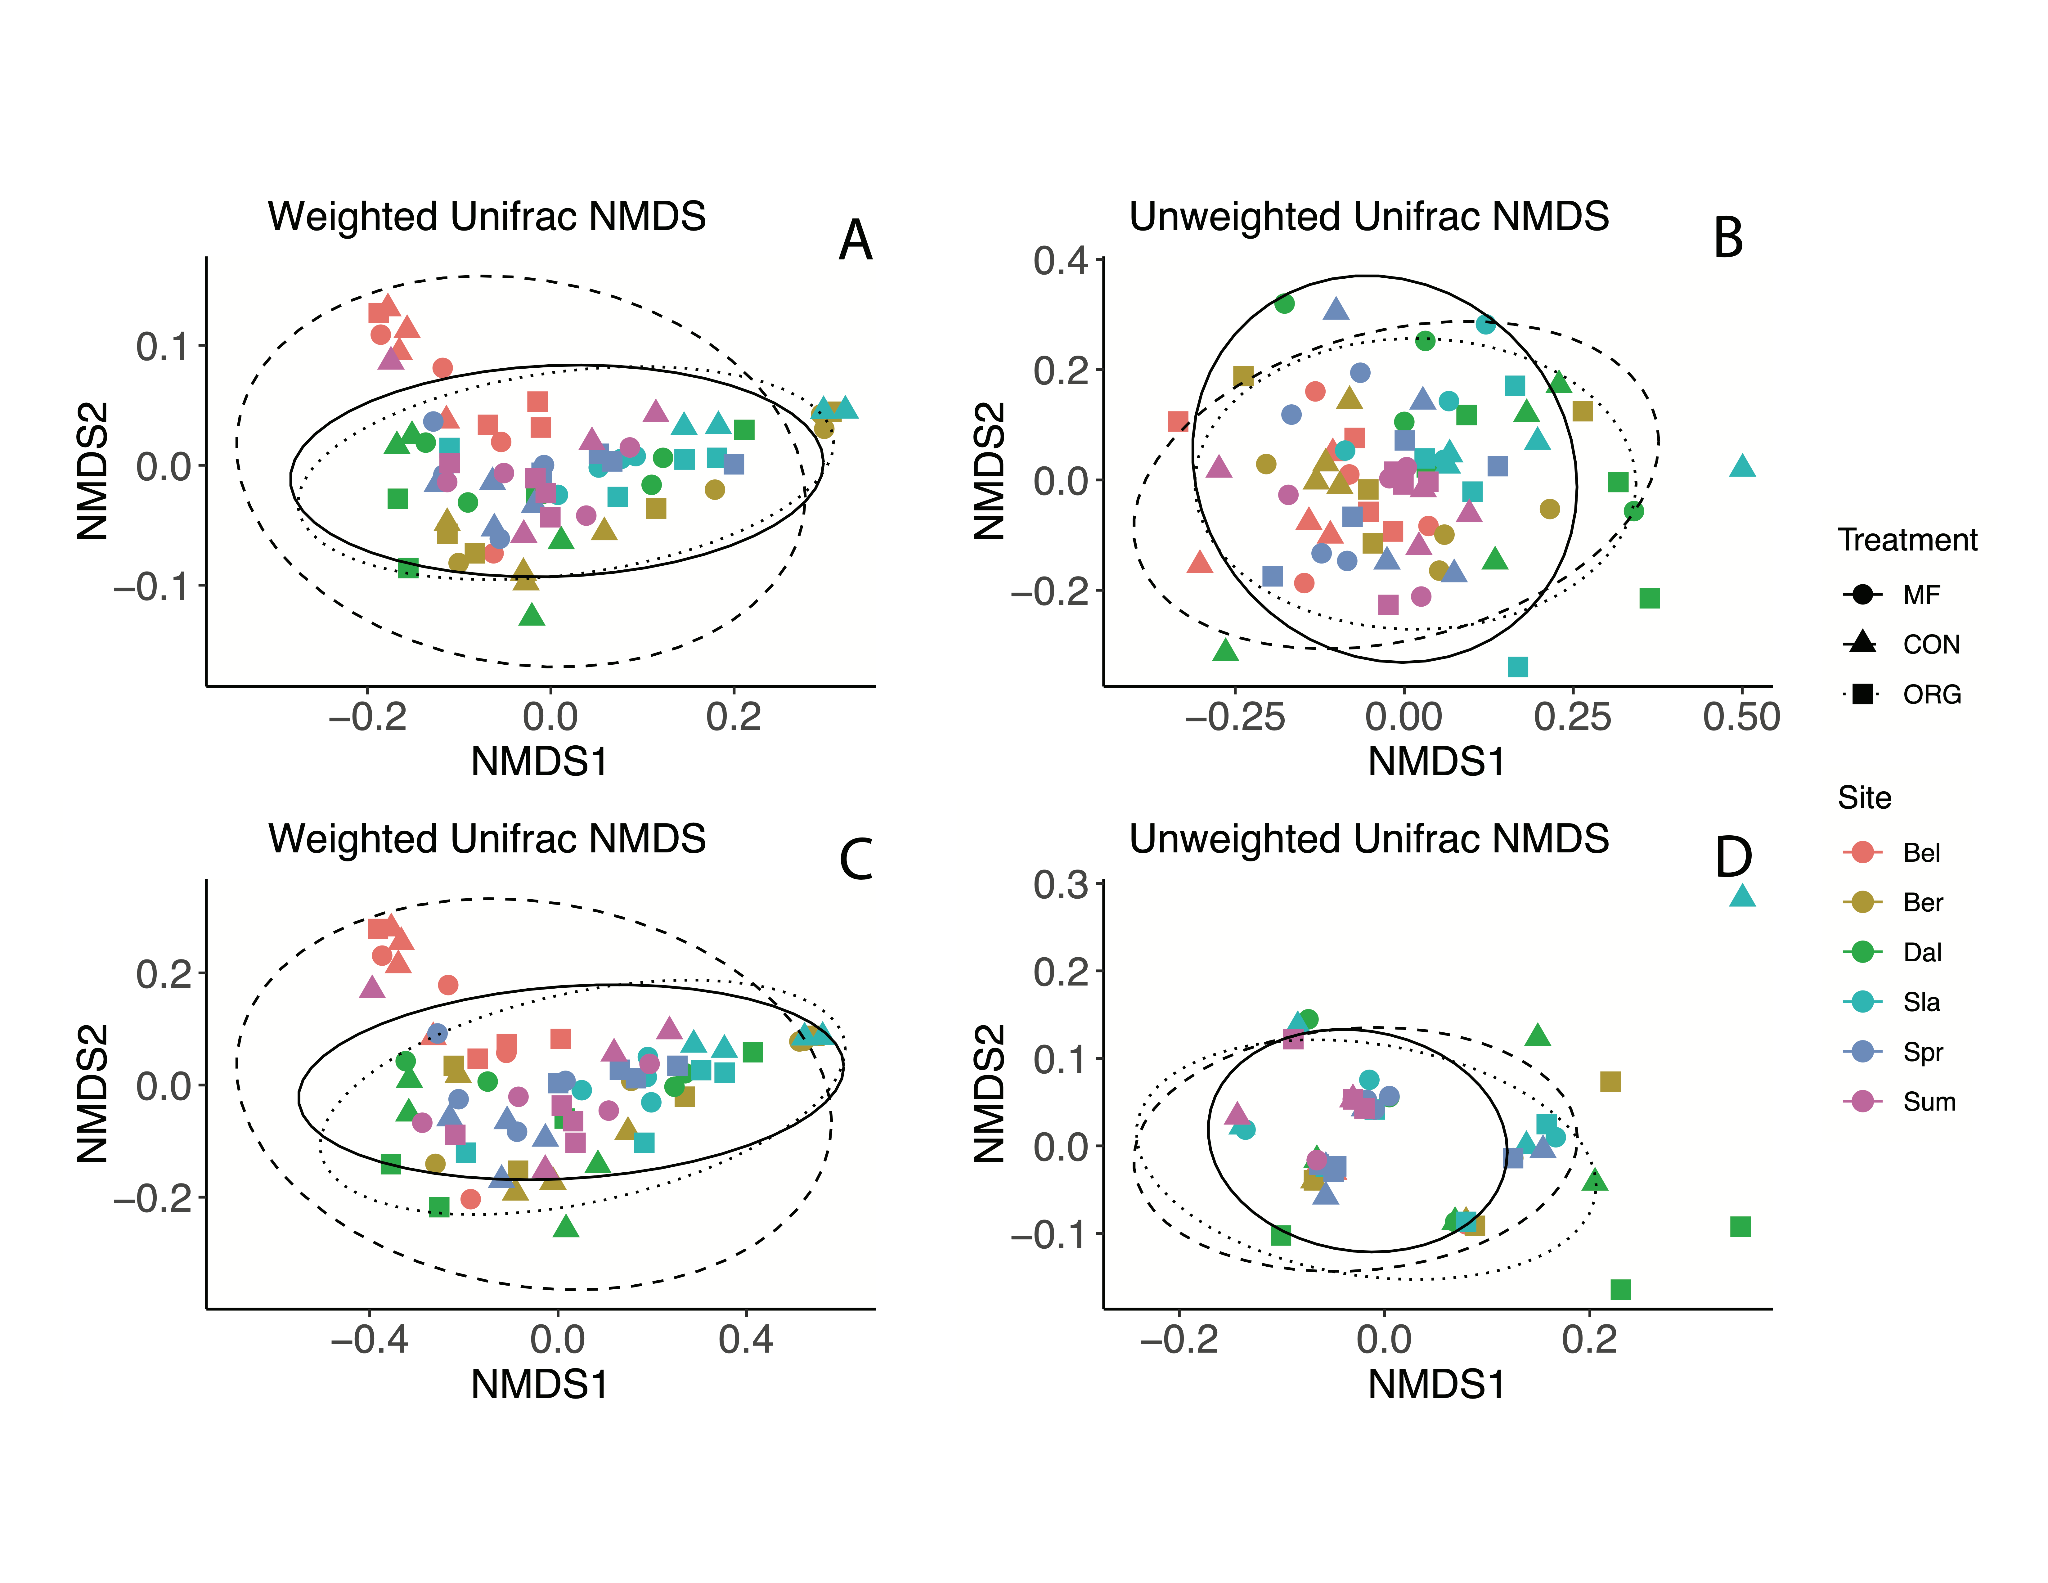 Weighted Unifrac NMDS
A
NMDS2
0.1
0.0
−0.1
−0.2
0.0
0.2
NMDS1
Unweighted Unifrac NMDS
B
NMDS2
0.4
0.2
0.0
−0.2
−0.25
0.00
0.25
0.50
NMDS1
Weighted Unifrac NMDS
C
NMDS2
0.2
0.0
−0.2
−0.4
0.0
0.4
NMDS1
Unweighted Unifrac NMDS
D
NMDS2
0.3
0.2
0.1
0.0
−0.1
−0.2
0.0
0.2
NMDS1
Treatment
MF
CON
ORG
Site
Bel
Ber
Dal
Sla
Spr
Sum